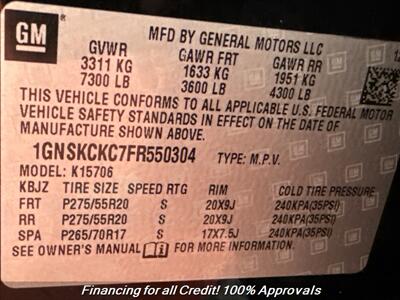 GM
MFD BY GENERAL MOTORS LLC
GVWR GAWR FRT GAWR RR
3311 KG 1633 KG 1951 KG
7300 LB 3600 LB 4300 LB
THIS VEHICLE CONFORMS TO ALL APPLICABLE U.S. FEDERAL MOTOR
VEHICLE SAFETY STANDARDS IN EFFECT ON THE DATE OF
MANUFACTURE SHOWN ABOVE.
1GNSKCKC7FR550304 TYPE: M.P.V.
MODEL: K15706
KBJZ TIRE SIZE SPEED RTG RIM COLD TIRE PRESSURE
FRT P275/55R20 S 20X9J 240KPA(35PSI)
RR P275/55R20 S 20X9J 240KPA(35PSI)
SPA P265/70R17 S 17X7.5J 240KPA(35PSI)
SEE OWNER'S MANUAL FOR MORE INFORMATION.
Financing for all Credit! 100% Approvals